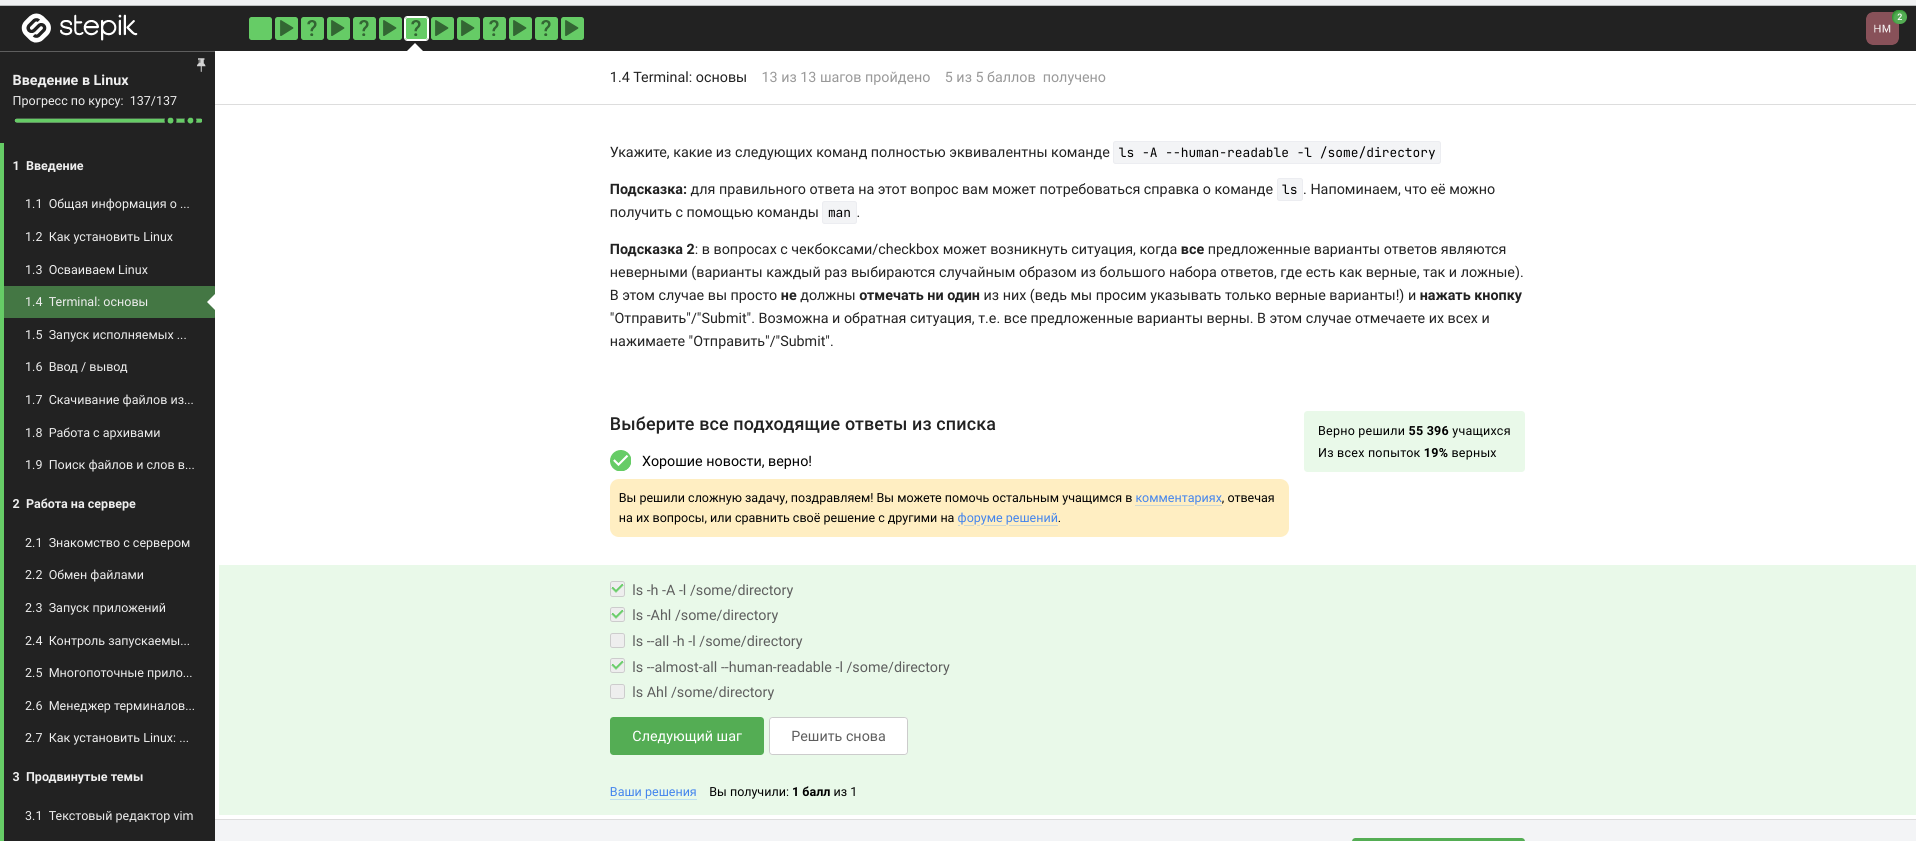 stepik
НМ
2
Введение в Linux
Прогресс по курсу: 137/137
1 Введение
1.1 Общая информация о ...
1.2 Как установить Linux
1.3 Осваиваем Linux
1.4 Terminal: основы
1.5 Запуск исполняемых ...
1.6 Ввод / вывод
1.7 Скачивание файлов из...
1.8 Работа с архивами
1.9 Поиск файлов и слов в...
2 Работа на сервере
2.1 Знакомство с сервером
2.2 Обмен файлами
2.3 Запуск приложений
2.4 Контроль запускаемы...
2.5 Многопоточные прило...
2.6 Менеджер терминалов...
2.7 Как установить Linux: ...
3 Продвинутые темы
3.1 Текстовый редактор vim
1.4 Terminal: основы 13 из 13 шагов пройдено 5 из 5 баллов получено
Укажите, какие из следующих команд полностью эквивалентны команде ls -A --human-readable -l /some/directory
Подсказка: для правильного ответа на этот вопрос вам может потребоваться справка о команде ls. Напоминаем, что её можно
получить с помощью команды man.
Подсказка 2: в вопросах с чекбоксами/checkbox может возникнуть ситуация, когда все предложенные варианты ответов являются
неверными (варианты каждый раз выбираются случайным образом из большого набора ответов, где есть как верные, так и ложные).
В этом случае вы просто не должны отмечать ни один из них (ведь мы просим указывать только верные варианты!) и нажать кнопку
"Отправить"/"Submit". Возможна и обратная ситуация, т.е. все предложенные варианты верны. В этом случае отмечаете их всех и
нажимаете "Отправить"/"Submit".
Выберите все подходящие ответы из списка
Хорошие новости, верно!
Верно решили 55 396 учащихся
Из всех попыток 19% верных
Вы решили сложную задачу, поздравляем! Вы можете помочь остальным учащимся в комментариях, отвечая
на их вопросы, или сравнить своё решение с другими на форуме решений.
ls -h -A -l /some/directory
ls -Ahl /some/directory
ls --all -h -l /some/directory
ls --almost-all --human-readable -l /some/directory
ls Ahl /some/directory
Следующий шаг Решить снова
Ваши решения Вы получили: 1 балл из 1